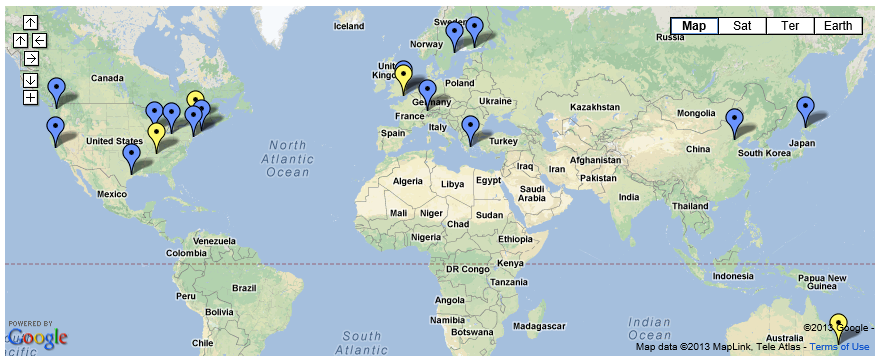 Map Sat Ter Earth
Iceland
Sweden
Norway
Russia
Canada
United
Kingdom
Poland
Germany
Ukraine
France
Kazakhstan
Mongolia
Spain
Italy
Turkey
United States
China
South Korea
Japan
North
Atlantic
Ocean
Iraq
Iran
Afghanistan
Pakistan
Algeria
Libya
Egypt
Saudi
Arabia
India
Mexico
Thailand
Mali
Niger
Chad
Sudan
Nigeria
Ethiopia
Venezuela
Colombia
DR Congo
Kenya
Tanzania
Indonesia
Papua New
Guinea
Peru
Brazil
Bolivia
Angola
Namibia
Botswana
Madagascar
Chile
South
Atlantic
Indian
Ocean
Australia
POWERED BY
Google
cific
©2013 Google -
Map data ©2013 MapLink, Tele Atlas - Terms of Use